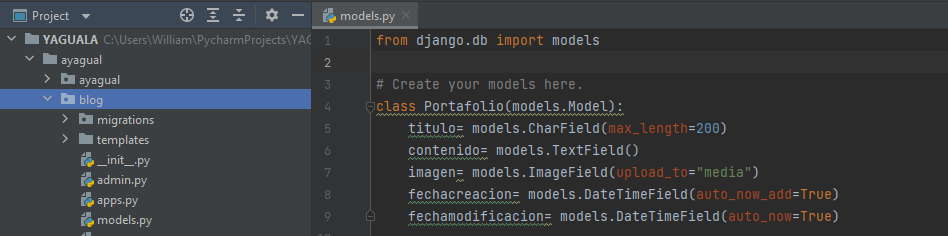 Project
models.py
YAGUALA C:\Users\William\PycharmProjects\YAG
ayagual
ayagual
blog
migrations
templates
__init__.py
admin.py
apps.py
models.py
1 from django.db import models
2
3 # Create your models here.
4 class Portafolio(models.Model):
5 titulo= models.CharField(max_length=200)
6 contenido= models.TextField()
7 imagen= models.ImageField(upload_to="media")
8 fechacreacion= models.DateTimeField(auto_now_add=True)
9 fechamodificacion= models.DateTimeField(auto_now=True)